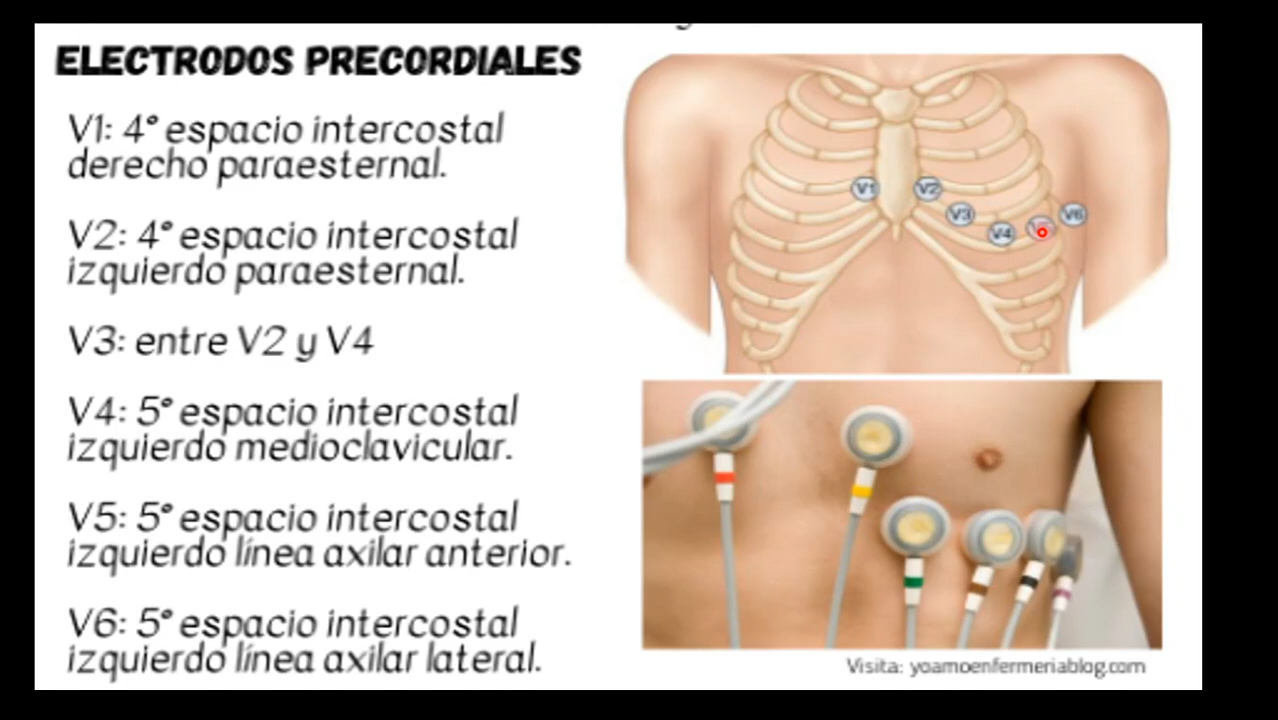 ELECTRODOS PRECORDIALES
V1: 4° espacio intercostal
derecho paraesternal.
V2: 4° espacio intercostal
izquierdo paraesternal.
V3: entre V2 y V4
V4: 5° espacio intercostal
izquierdo medioclavicular.
V5: 5° espacio intercostal
izquierdo línea axilar anterior.
V6: 5° espacio intercostal
izquierdo línea axilar lateral.
V1
V2
V3
V4
V6
Visita: yoamoenfermeriablog.com